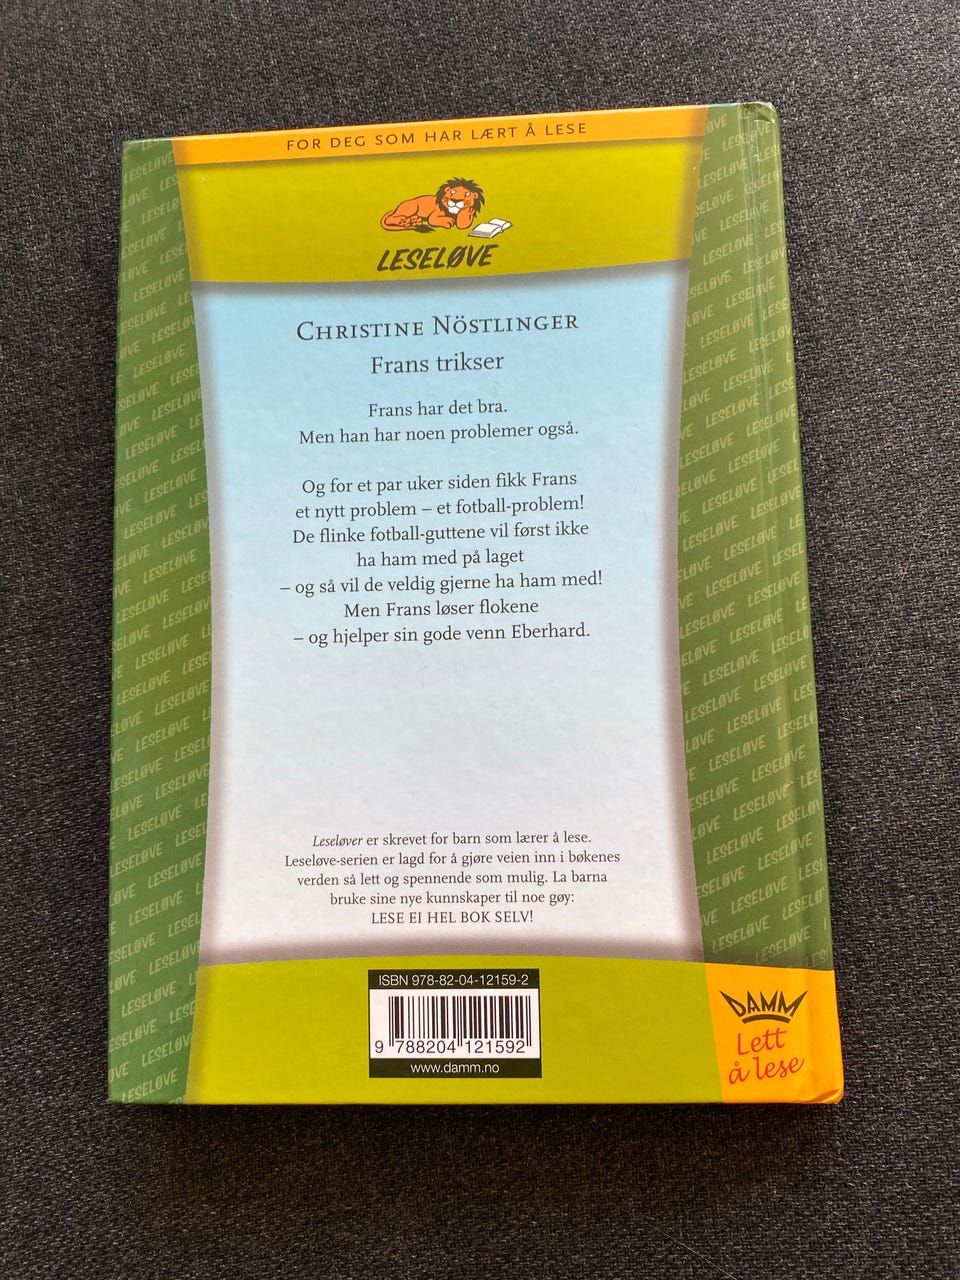 FOR DEG SOM HAR LÆRT Å LESE
LESELØVE
CHRISTINE NÖSTLINGER
Frans trikser
Frans har det bra.
Men han har noen problemer også.
Og for et par uker siden fikk Frans
et nytt problem – et fotball-problem!
De flinke fotball-guttene vil først ikke
ha ham med på laget
– og så vil de veldig gjerne ha ham med!
Men Frans løser flokene
– og hjelper sin gode venn Eberhard.
Leseløver er skrevet for barn som lærer å lese.
Leseløve-serien er lagd for å gjøre veien inn i bøkenes
verden så lett og spennende som mulig. La barna
bruke sine nye kunnskaper til noe gøy:
LESE EI HEL BOK SELV!
ISBN 978-82-04-12159-2
9 788204 121592
www.damm.no
DAMM
Lett
å lese